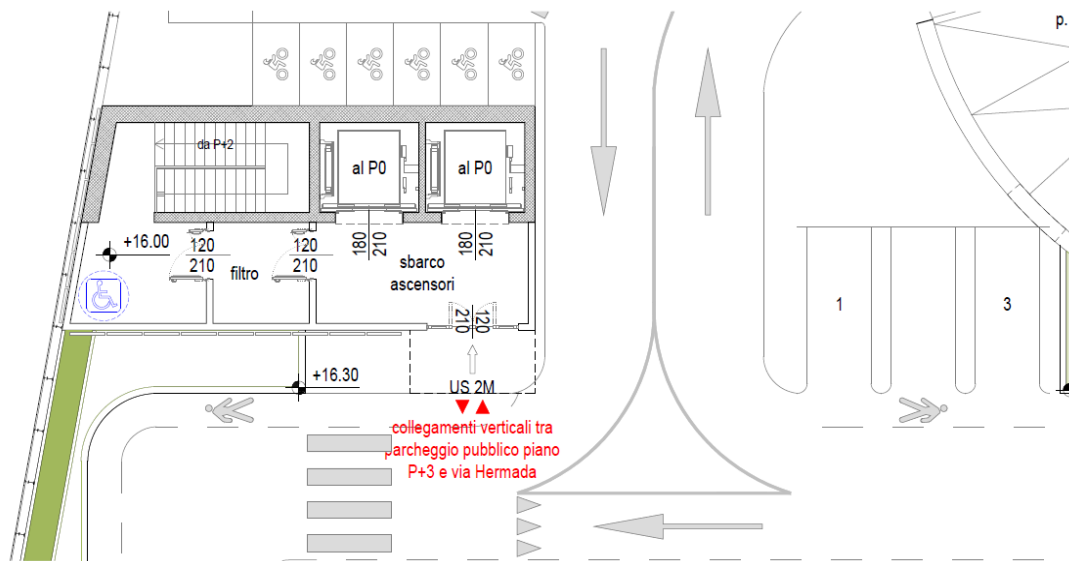 p.
da P+2
al P0
al P0
+16.00
120
210
filtro
120
210
180
210
180
210
sbarco
ascensori
210
120
1
3
+16.30
US 2M
collegamenti verticali tra
parcheggio pubblico piano
P+3 e via Hermada